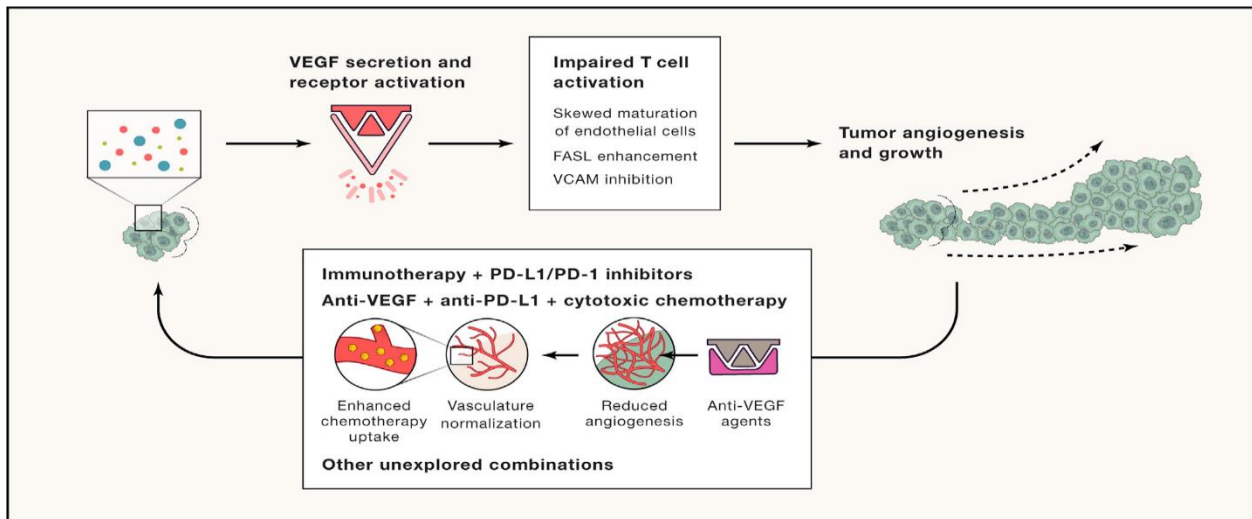 VEGF secretion and
receptor activation
Impaired T cell
activation
Skewed maturation
of endothelial cells
FASL enhancement
VCAM inhibition
Tumor angiogenesis
and growth
Immunotherapy + PD-L1/PD-1 inhibitors
Anti-VEGF + anti-PD-L1 + cytotoxic chemotherapy
Enhanced
chemotherapy
uptake
Vasculature
normalization
Reduced
angiogenesis
Anti-VEGF
agents
Other unexplored combinations